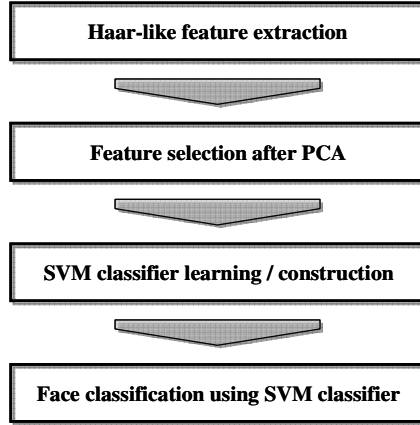 Haar-like feature extraction
Feature selection after PCA
SVM classifier learning / construction
Face classification using SVM classifier